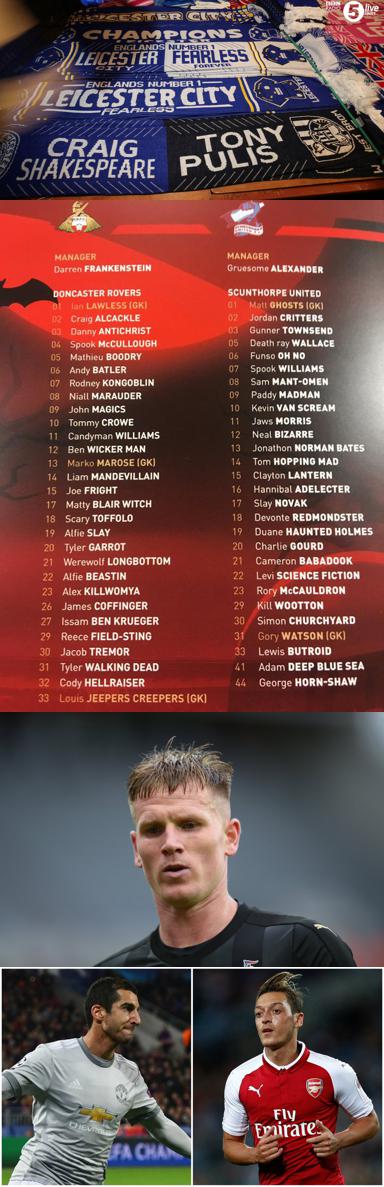 LEICESTER CITY
CHAMPIONS
ENGLANDS NUMBER 1
LEICESTER
CITY
FEARLESS
FOREVER
ENGLANDS NUMBER 1
LEICESTER CITY
FEARLESS
CRAIG
SHAKESPEARE
TONY
PULIS
BBC
RADIO
5 live
MANAGER
Darren FRANKENSTEIN
DONCASTER ROVERS
01 Ian LAWLESS (GK)
02 Craig ALCACKLE
03 Danny ANTICHRIST
04 Spook McCULLOUGH
05 Mathieu BOODRY
06 Andy BATLER
07 Rodney KONGOBLIN
08 Niall MARAUDER
09 John MAGICS
10 Tommy CROWE
11 Candyman WILLIAMS
12 Ben WICKER MAN
13 Marko MAROSE (GK)
14 Liam MANDEVILLAIN
15 Joe FRIGHT
17 Matty BLAIR WITCH
18 Scary TOFFOLO
19 Alfie SLAY
20 Tyler GARROT
21 Werewolf LONGBOTTOM
22 Alfie BEASTIN
23 Alex KILLWOMYA
26 James COFFINGER
27 Issam BEN KRUEGER
29 Reece FIELD-STING
30 Jacob TREMOR
31 Tyler WALKING DEAD
32 Cody HELLRAISER
33 Louis JEEPERS CREEPERS (GK)
MANAGER
Gruesome ALEXANDER
SCUNTHORPE UNITED
01 Matt GHOSTS (GK)
02 Jordan CRITTERS
03 Gunner TOWNSEND
05 Death ray WALLACE
06 Funso OH NO
07 Spook WILLIAMS
08 Sam MANT-OMEN
09 Paddy MADMAN
10 Kevin VAN SCREAM
11 Jaws MORRIS
12 Neal BIZARRE
13 Jonathon NORMAN BATES
14 Tom HOPPING MAD
15 Clayton LANTERN
16 Hannibal ADELECTER
17 Slay NOVAK
18 Devonte REDMONDSTER
19 Duane HAUNTED HOLMES
20 Charlie GOURD
21 Cameron BABADOOK
22 Levi SCIENCE FICTION
23 Rory McCAULDRON
29 Kill WOOTTON
30 Simon CHURCHYARD
31 Gory WATSON (GK)
33 Lewis BUTROID
41 Adam DEEP BLUE SEA
44 George HORN-SHAW
CHEVROLET
Arsenal
Fly
Emirates